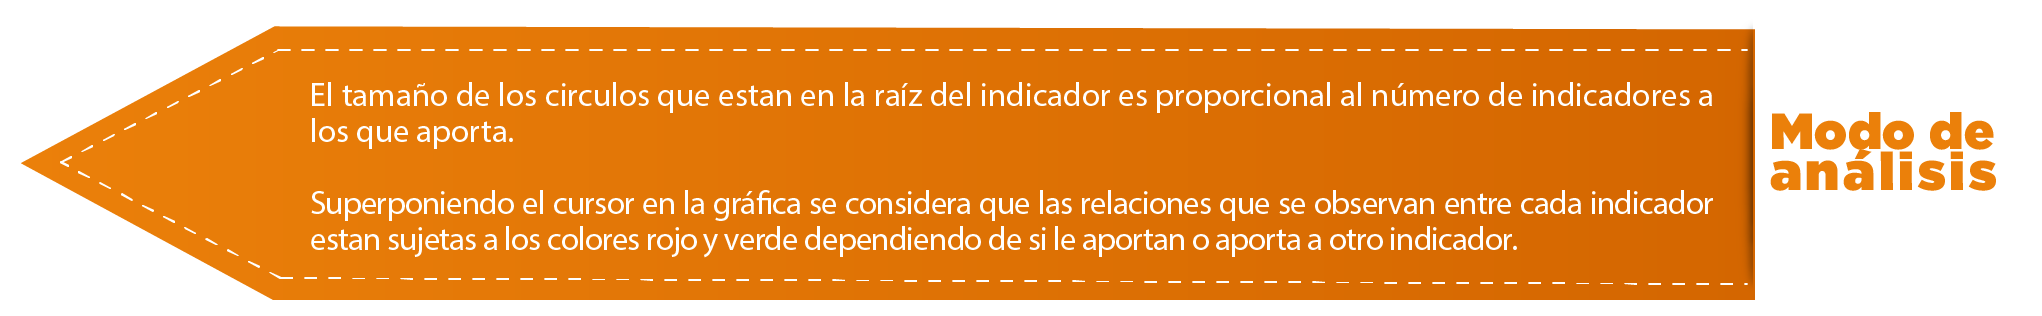 El tamaño de los circulos que estan en la raíz del indicador es proporcional al número de indicadores a
los que aporta.
Superponiendo el cursor en la gráfica se considera que las relaciones que se observan entre cada indicador
estan sujetas a los colores rojo y verde dependiendo de si le aportan o aporta a otro indicador.
Modo de
análisis